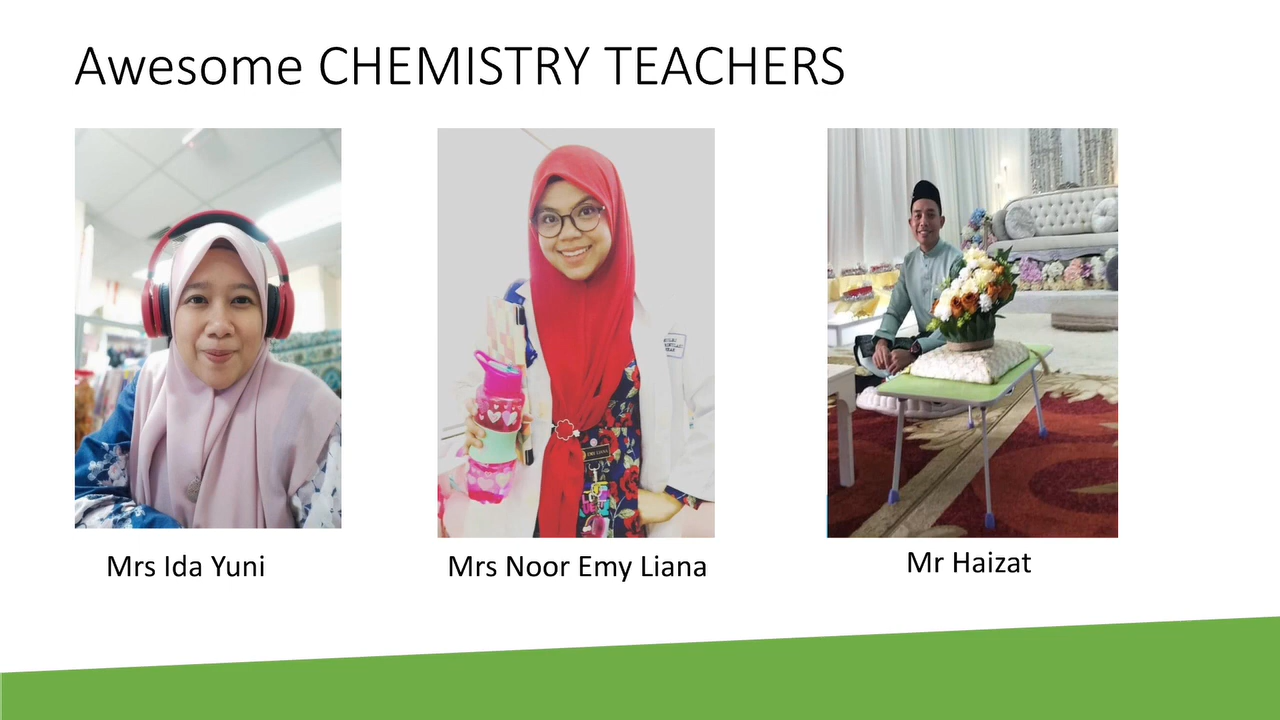 Awesome CHEMISTRY TEACHERS
Mrs Ida Yuni
Mrs Noor Emy Liana
Mr Haizat